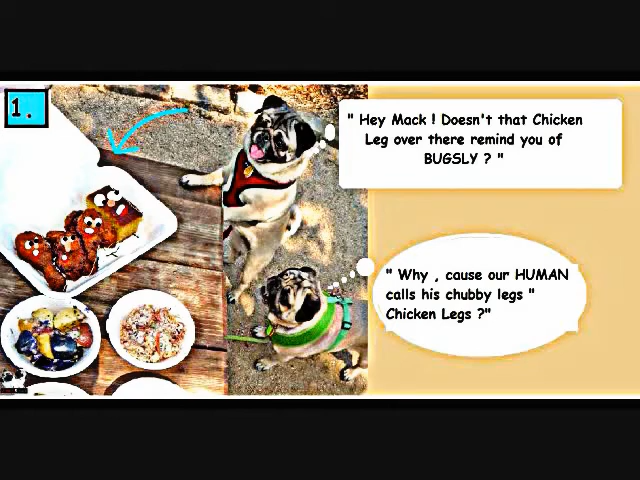 1.
" Hey Mack ! Doesn't that Chicken
Leg over there remind you of
BUGSLY ? "
" Why , cause our HUMAN
calls his chubby legs "
Chicken Legs ?"